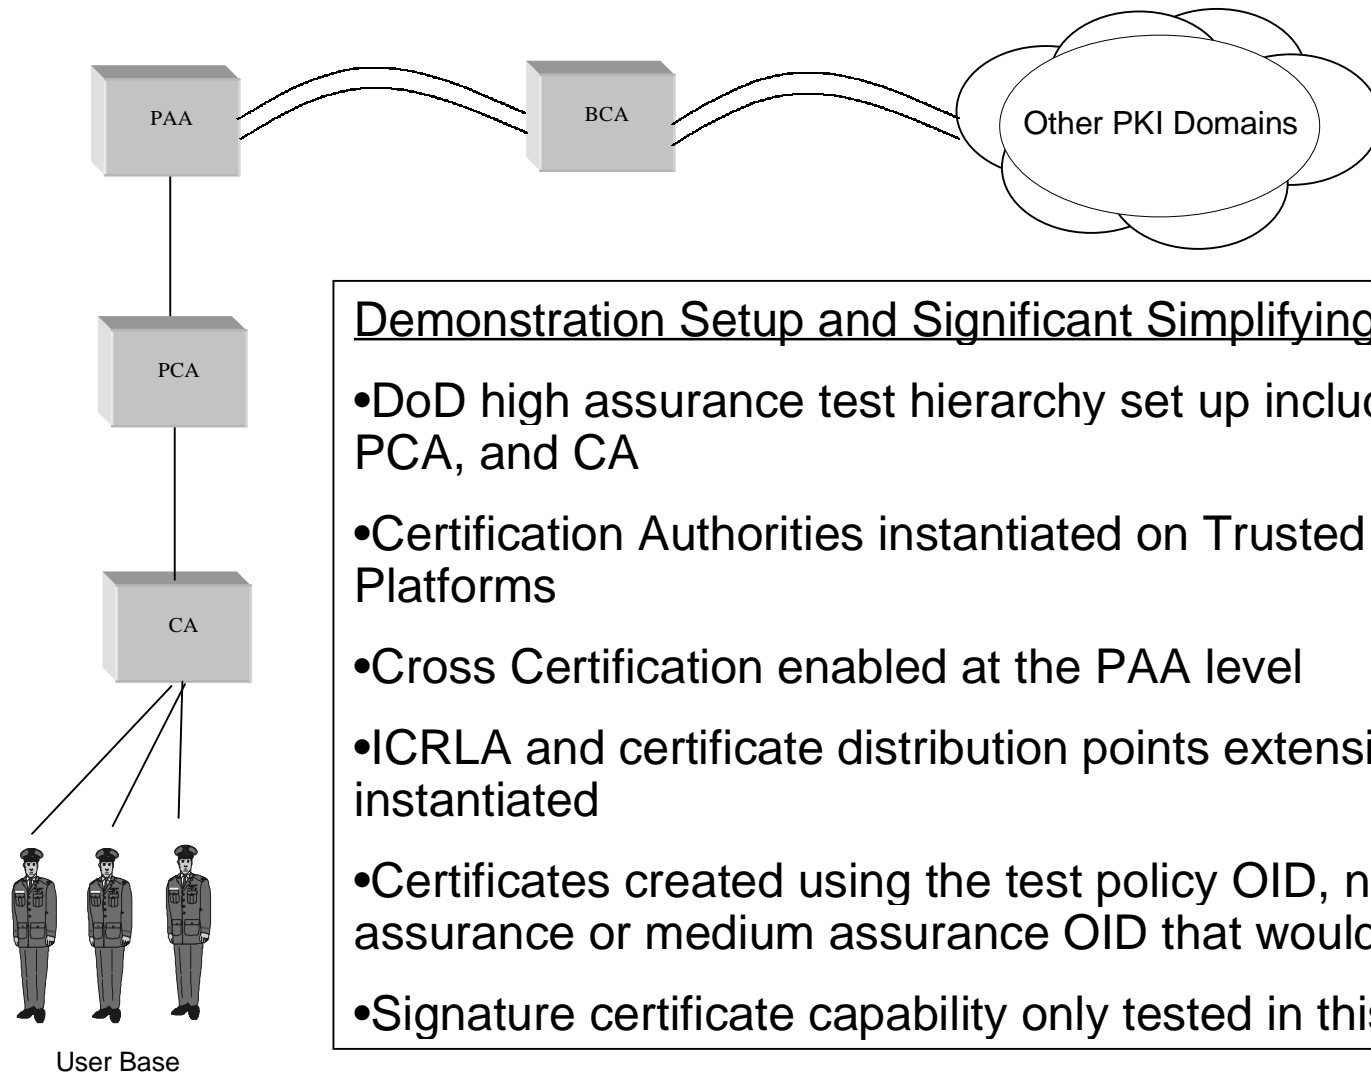 PAA
BCA
Other PKI Domains
PCA
CA
User Base
Demonstration Setup and Significant Simplifying
•DoD high assurance test hierarchy set up
PCA, and CA
•Certification Authorities instantiated on Trusted
Platforms
•Cross Certification enabled at the PAA level
•ICRLA and certificate distribution points
instantiated
•Certificates created using the test policy OID,
assurance or medium assurance OID that would
•Signature certificate capability only tested in this